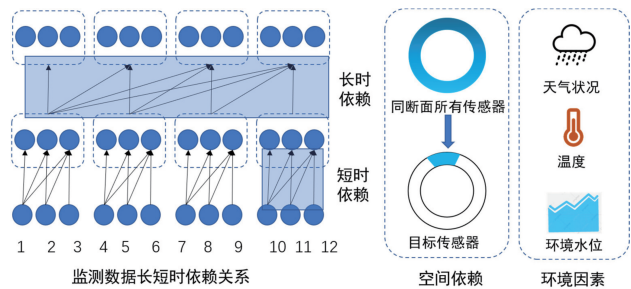 长时
依赖
短时
依赖
1 2 3 4 5 6 7 8 9 10 11 12
监测数据长短时依赖关系
同断面所有传感器
目标传感器
空间依赖
天气状况
温度
环境水位
环境因素